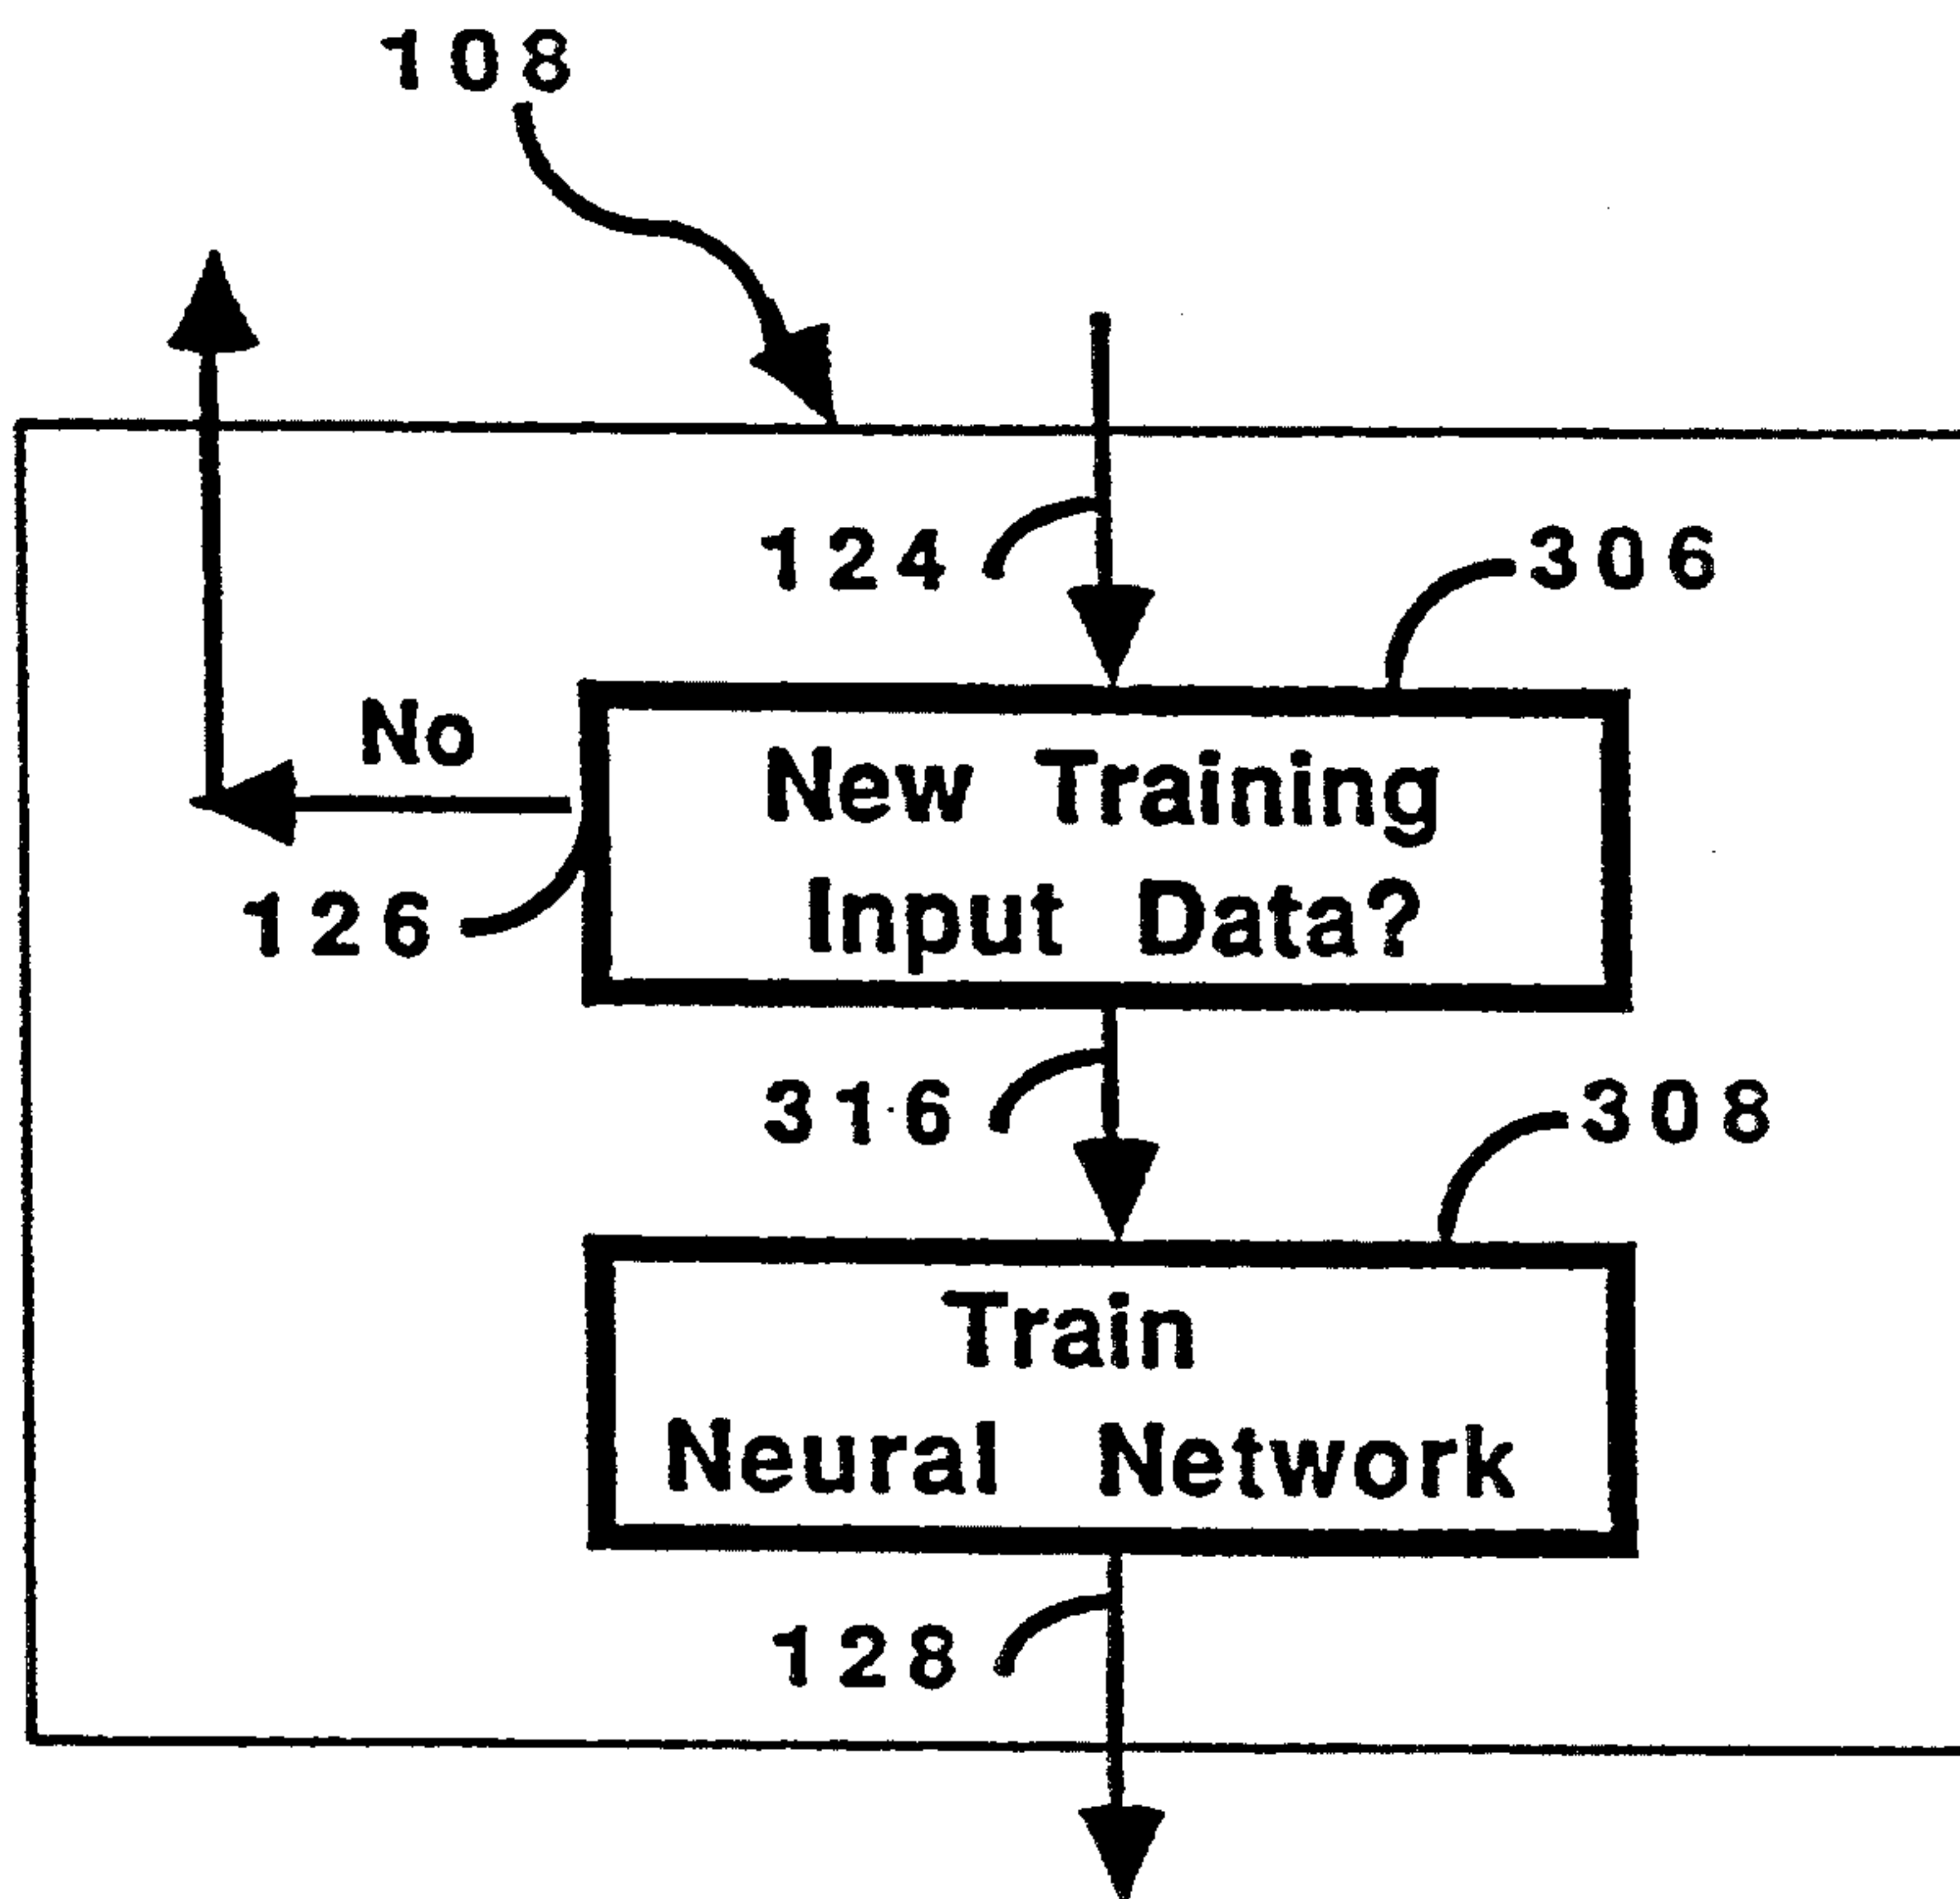 108
124
306
No
New Training
Input Data?
126
316
308
Train
Neural Network
128